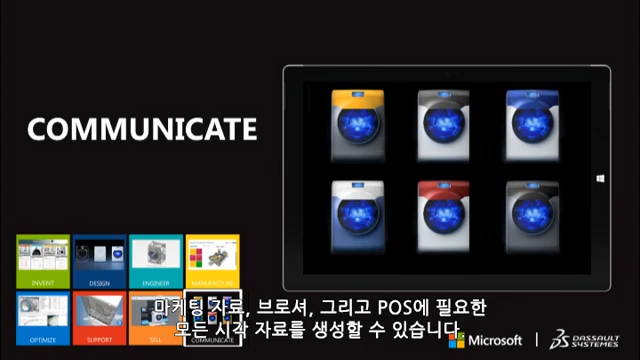 COMMUNICATE
INVENT
DESIGN
ENGINEER
MANUFACTURE
OPTIMIZE
SUPPORT
SELL
COMMUNICATE
마케팅 자료, 브로셔, 그리고 POS에 필요한
모든 시각 자료를 생성할 수 있습니다
Microsoft
DASSAULT
SYSTEMES